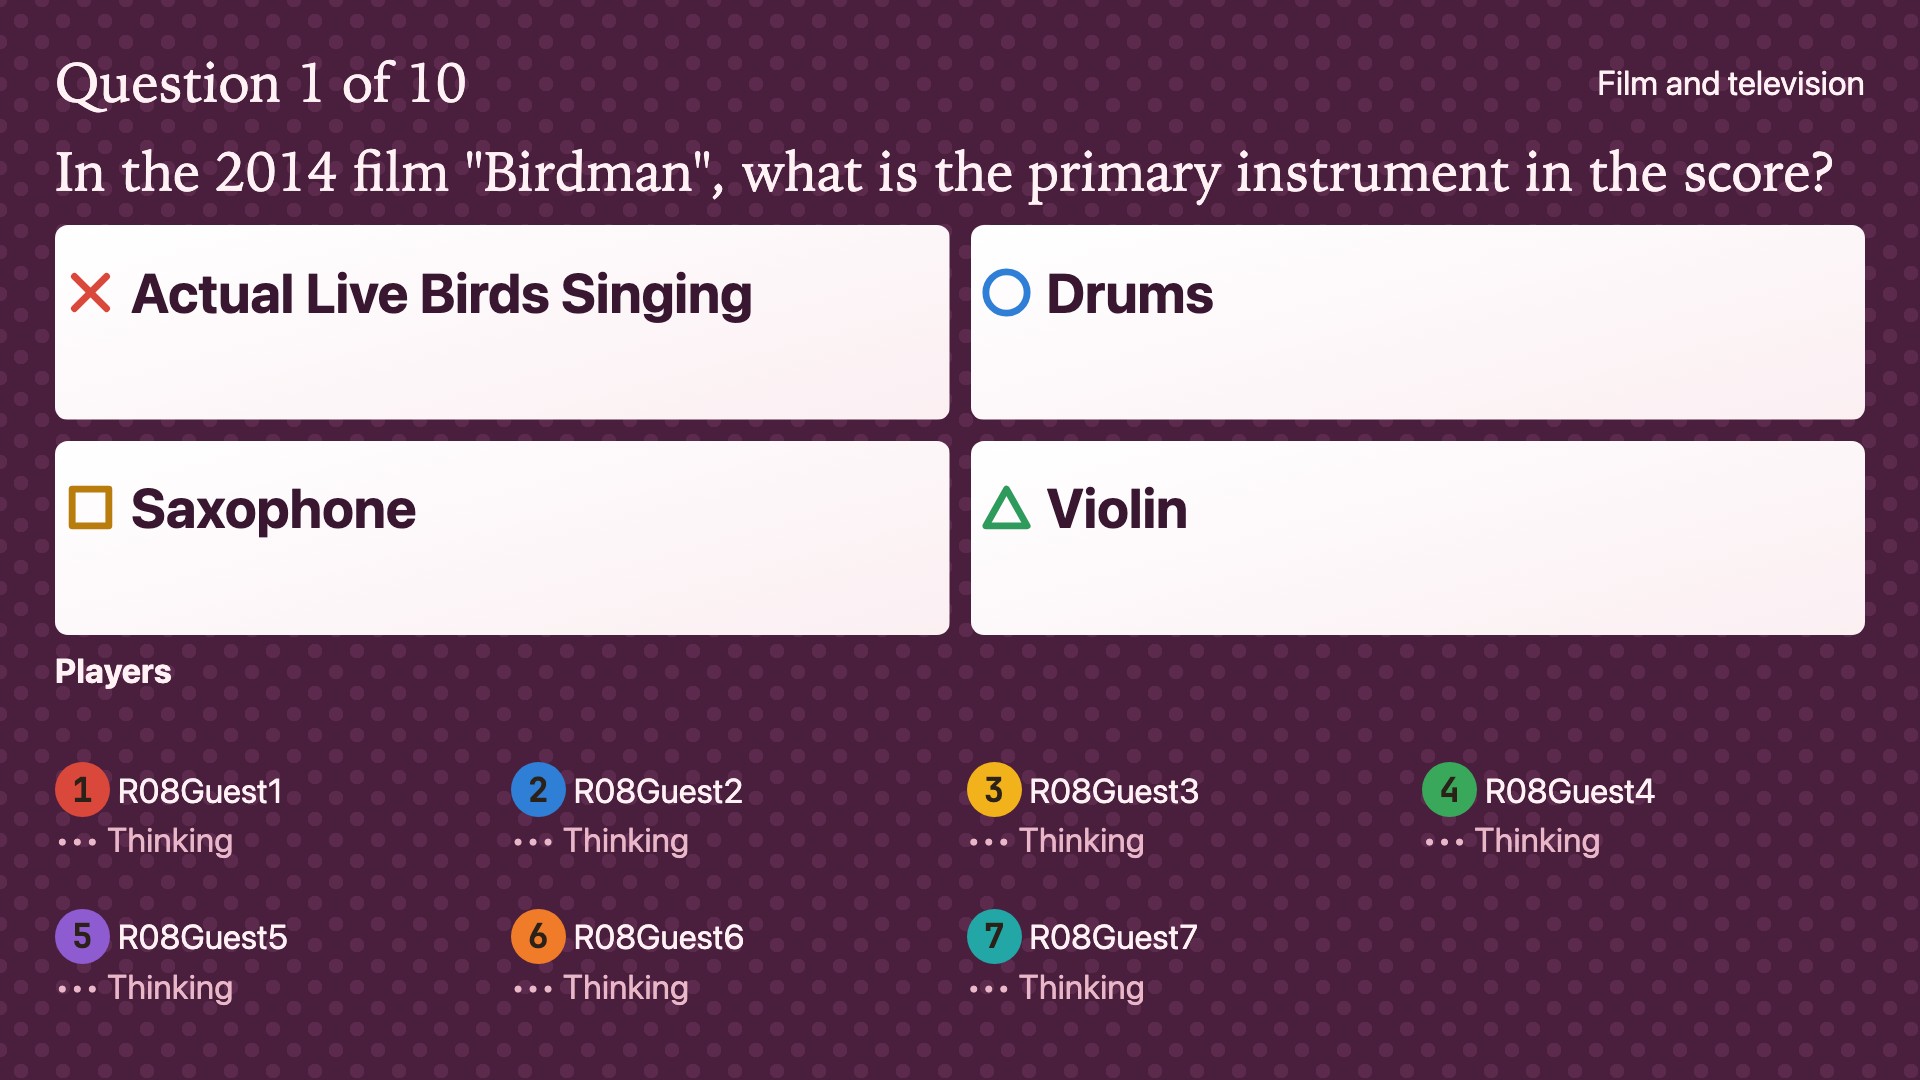 Question 1 of 10
Film and television
In the 2014 film "Birdman", what is the primary instrument in the score?
Actual Live Birds Singing
Drums
Saxophone
Violin
Players
1 R08Guest1
... Thinking
2 R08Guest2
... Thinking
3 R08Guest3
... Thinking
4 R08Guest4
... Thinking
5 R08Guest5
... Thinking
6 R08Guest6
... Thinking
7 R08Guest7
... Thinking